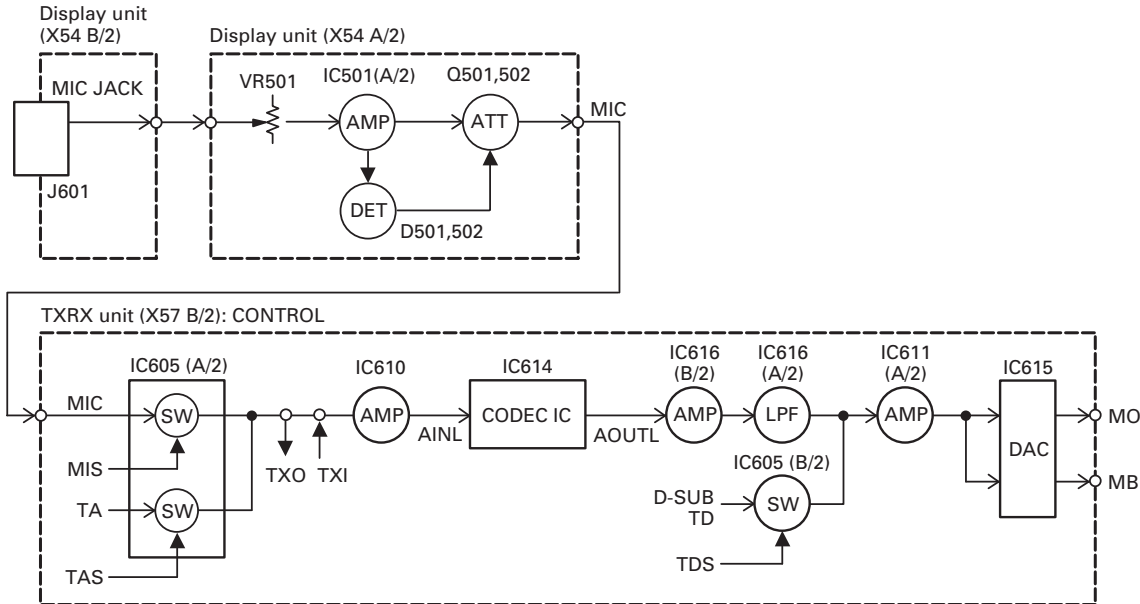 Display unit
(X54 B/2)
Display unit (X54 A/2)
MIC JACK
VR501
IC501(A/2)
Q501,502
MIC
AMP
ATT
J601
DET
D501,502
TXRX unit (X57 B/2): CONTROL
IC605 (A/2)
IC610
IC614
IC616
(B/2)
IC616
(A/2)
IC611
(A/2)
IC615
MIC
SW
AMP
CODEC IC
AMP
LPF
AMP
DAC
MO
AINL
AOUTL
MIS
TXO
TXI
IC605 (B/2)
MB
TA
SW
D-SUB
TD
SW
TAS
TDS